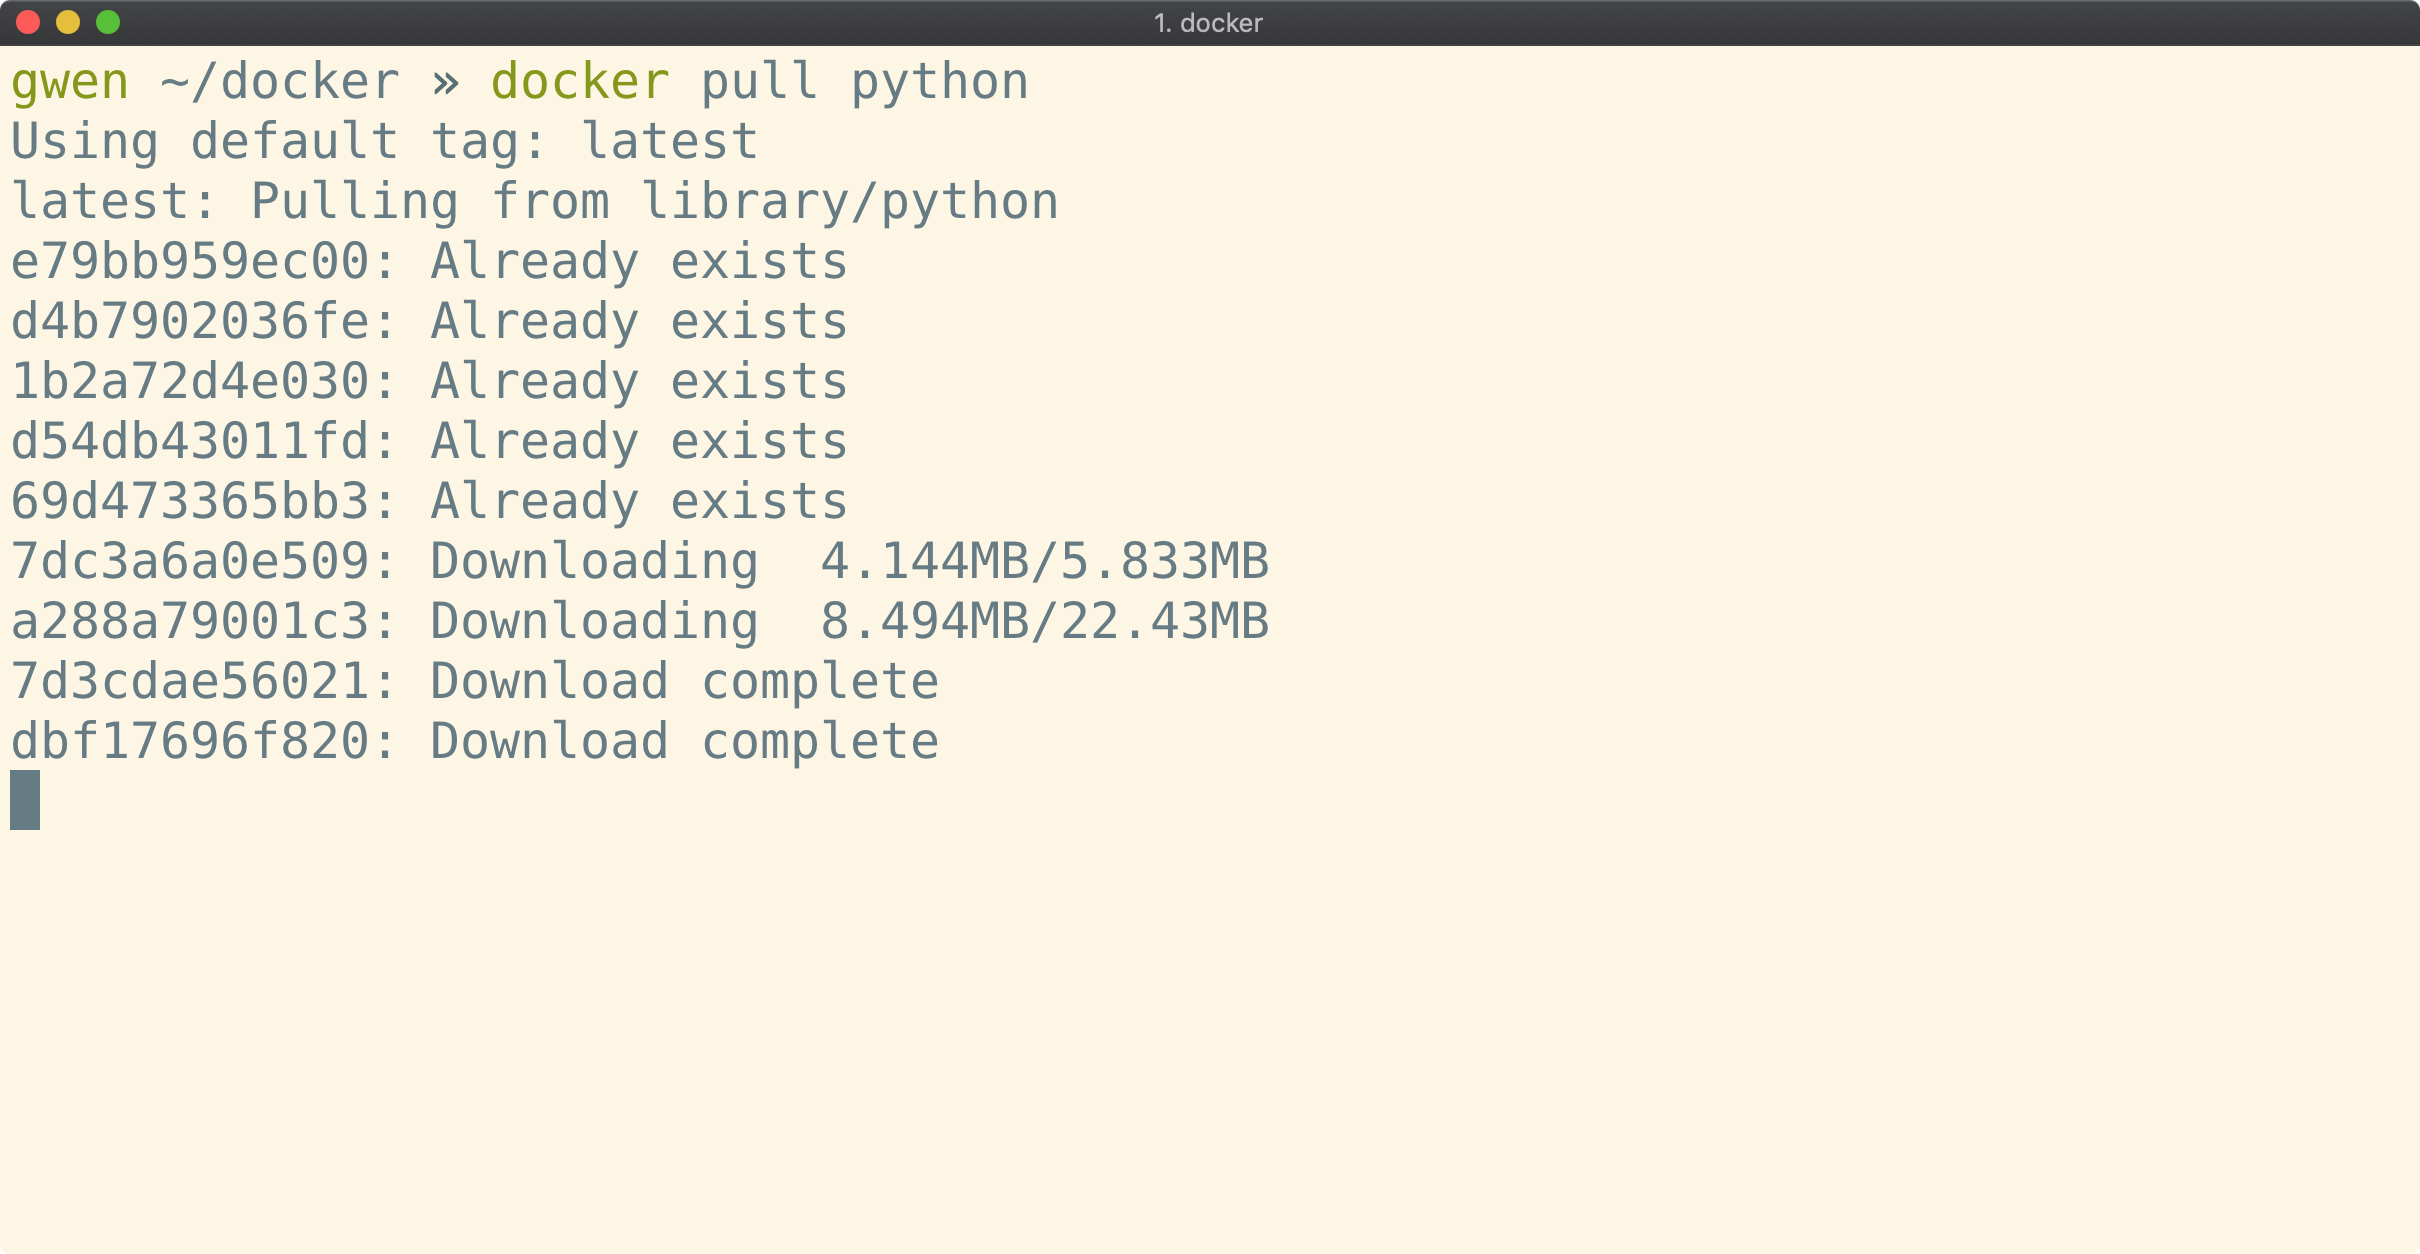 1. docker
gwen ~/docker » docker pull python
Using default tag: latest
latest: Pulling from library/python
e79bb959ec00: Already exists
d4b7902036fe: Already exists
1b2a72d4e030: Already exists
d54db43011fd: Already exists
69d473365bb3: Already exists
7dc3a6a0e509: Downloading  4.144MB/5.833MB
a288a79001c3: Downloading  8.494MB/22.43MB
7d3cdae56021: Download complete
dbf17696f820: Download complete